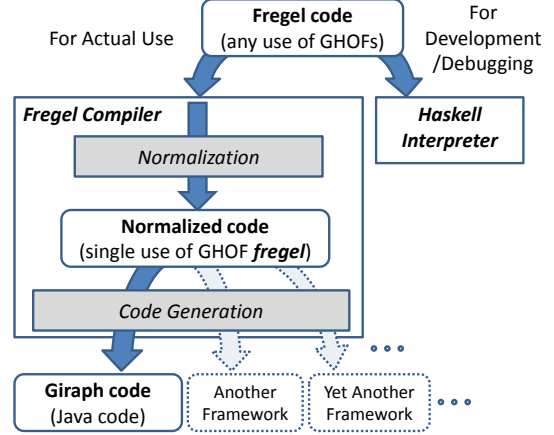 Fregel code
(any use of GHOFs)
For Actual Use
For
Development
/Debugging
Fregel Compiler
Haskell
Interpreter
Normalization
Normalized code
(single use of GHOF fregel)
Code Generation
Giraph code
(Java code)
Another
Framework
Yet Another
Framework